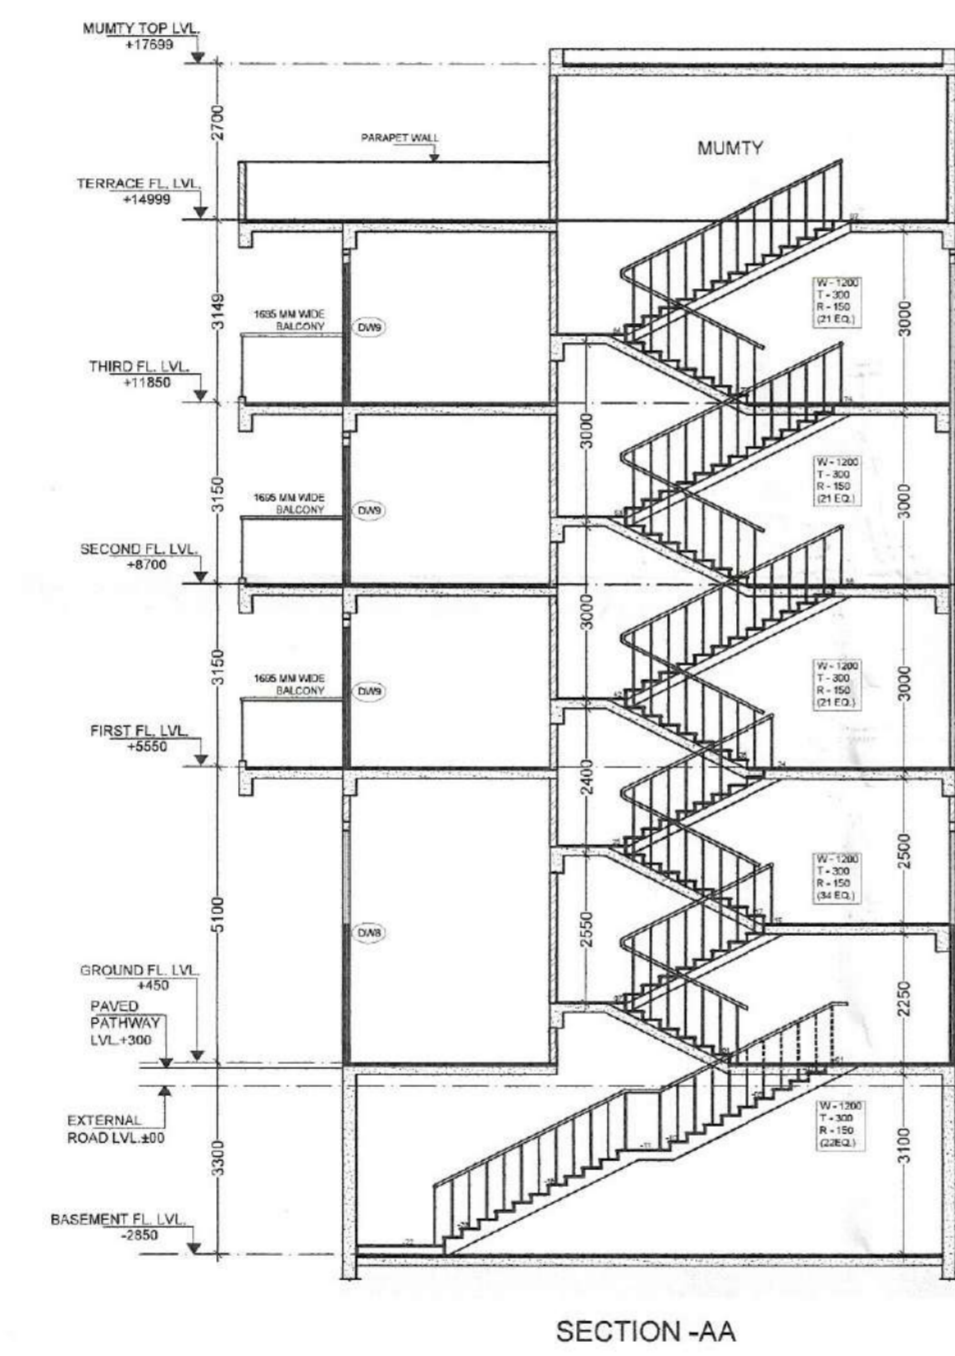 MUMTY TOP LVL.
+17699
2700
PARAPET WALL
MUMTY
TERRACE FL. LVL.
+14999
3149
1695 MM WIDE
BALCONY
DW9
W - 1200
T - 300
R - 150
(21 EQ.)
3000
THIRD FL. LVL.
+11850
3000
3150
1695 MM WIDE
BALCONY
DW9
W - 1200
T - 300
R - 150
(21 EQ.)
3000
SECOND FL. LVL.
+8700
3000
3150
1695 MM WIDE
BALCONY
DW9
W - 1200
T - 300
R - 150
(21 EQ.)
3000
FIRST FL. LVL.
+5550
2400
2500
W - 1200
T - 300
R - 150
(34 EQ.)
5100
DW8
2550
GROUND FL. LVL.
+450
PAVED
PATHWAY
LVL.+300
2250
EXTERNAL
ROAD LVL.±00
W - 1200
T - 300
R - 150
(22EQ.)
3300
3100
BASEMENT FL. LVL.
-2850
SECTION -AA